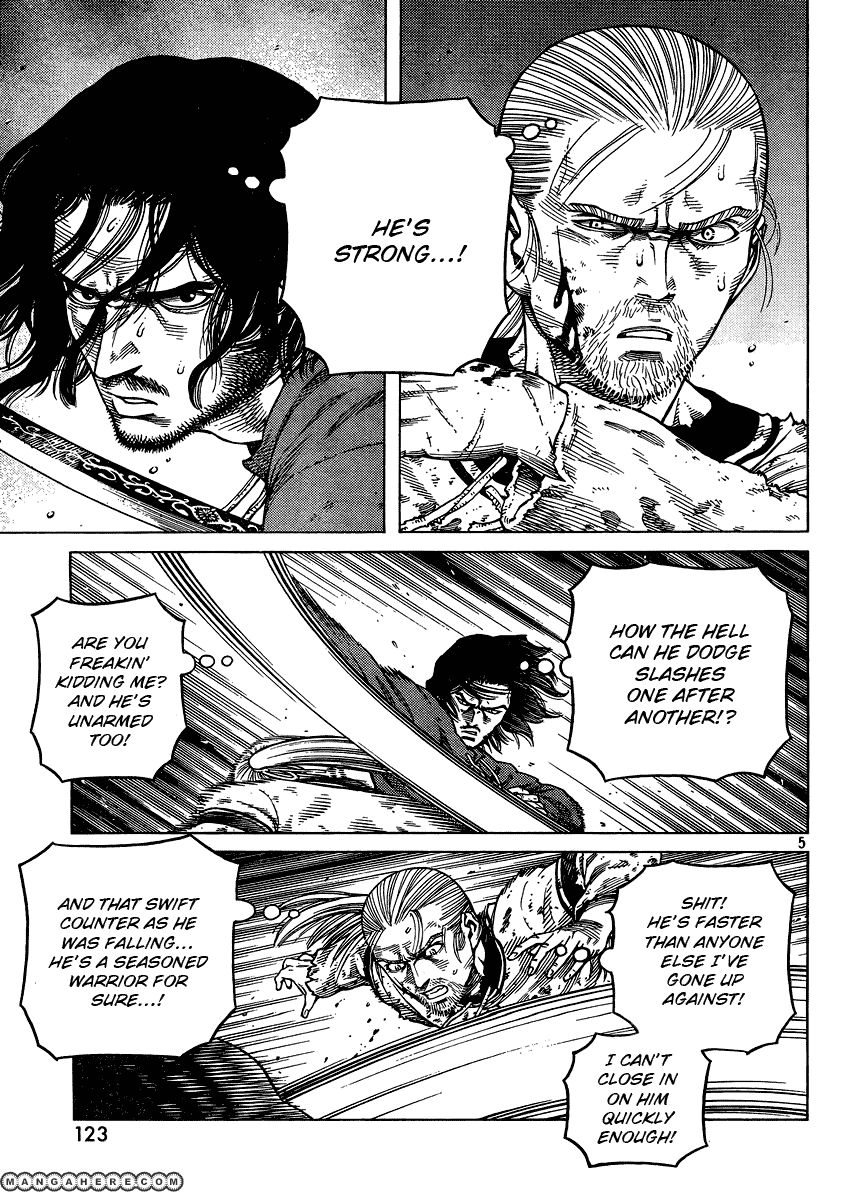 HE'S
STRONG...!
HOW THE HELL
CAN HE DODGE
SLASHES
ONE AFTER
ANOTHER!?
ARE YOU
FREAKIN'
KIDDING ME?
AND HE'S
UNARMED
TOO!
5
SHIT!
HE'S FASTER
THAN ANYONE
ELSE I'VE
GONE UP
AGAINST!
I CAN'T
CLOSE IN
ON HIM
QUICKLY
ENOUGH!
AND THAT SWIFT
COUNTER AS HE
WAS FALLING...
HE'S A SEASONED
WARRIOR FOR
SURE...!
123
MANGAHERE.COM